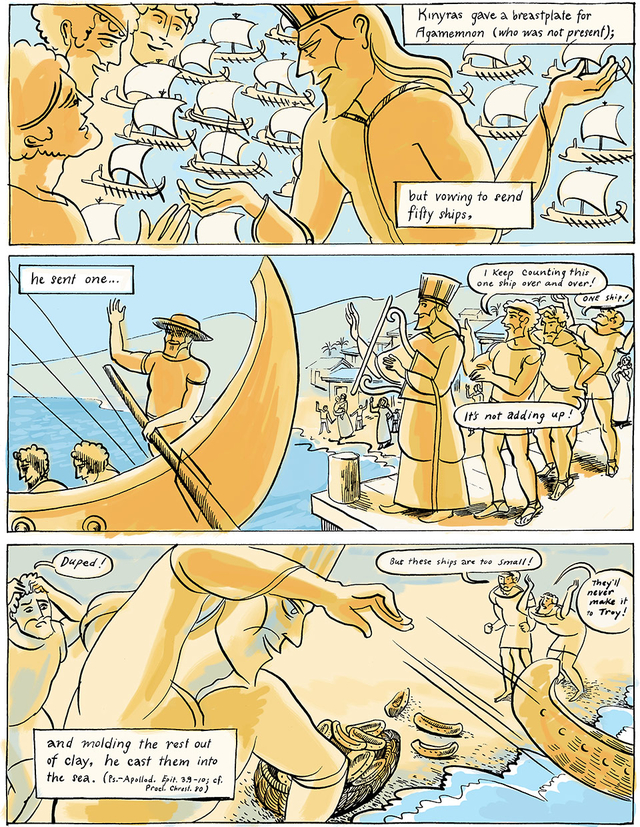 Kinyras gave a breastplate for
Agamemnon (who was not present);
but vowing to send
fifty ships,
he sent one...
I keep counting this
one ship over and over!
ONE SHIP!
It's not adding up!
Duped!
But these ships are too small!
They'll
never
make it
to Troy!
and molding the rest out
of clay, he cast them into
the sea. (Ps.-Apollod. Epit. 3.9-10; cf.
Procl. Chrest. 80)